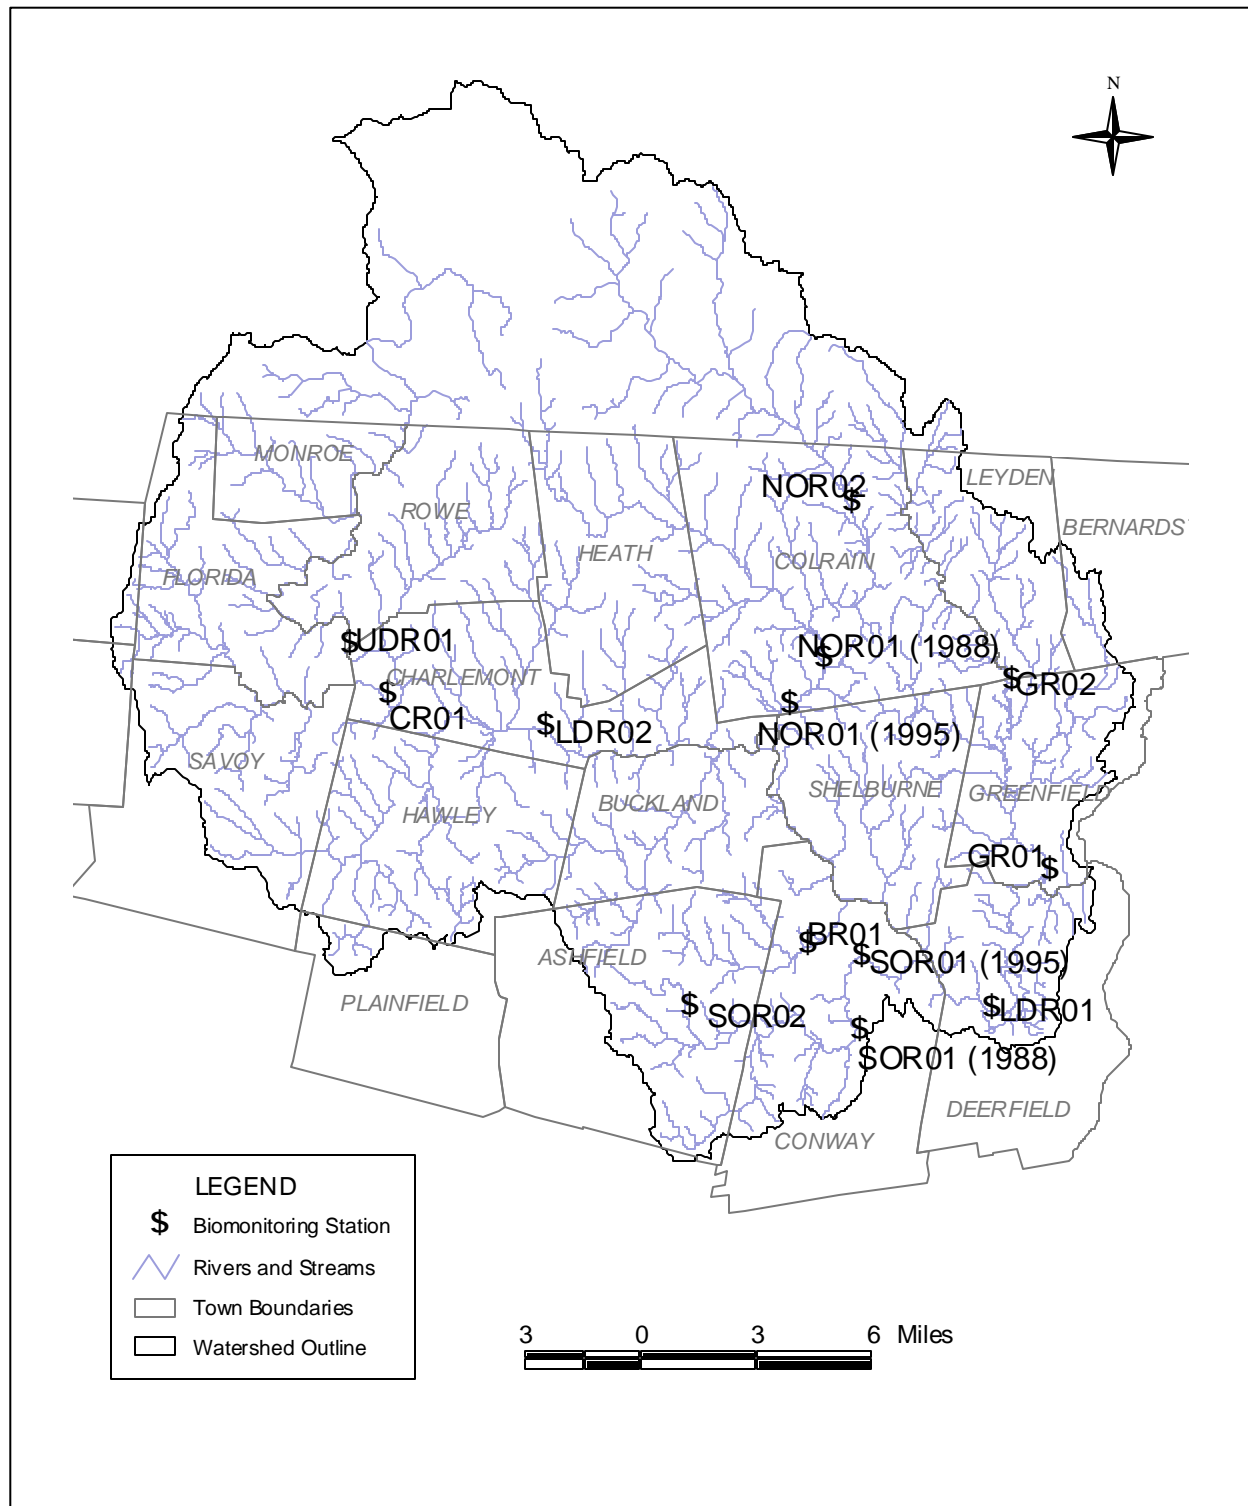 N
MONROE
LEYDEN
NOR02
ROWE
BERNARDS
HEATH
COLRAIN
FLORIDA
UDR01
NOR01 (1988)
CHARLEMONT
GR02
CR01
LDR02
NOR01 (1995)
SAVOY
SHELBURNE
GREENFIELD
BUCKLAND
HAWLEY
GR01
BR01
ASHFIELD
SOR01 (1995)
PLAINFIELD
SOR02
LDR01
SOR01 (1988)
DEERFIELD
CONWAY
LEGEND
$ Biomonitoring Station
Rivers and Streams
Town Boundaries
Watershed Outline
3 0 3 6 Miles